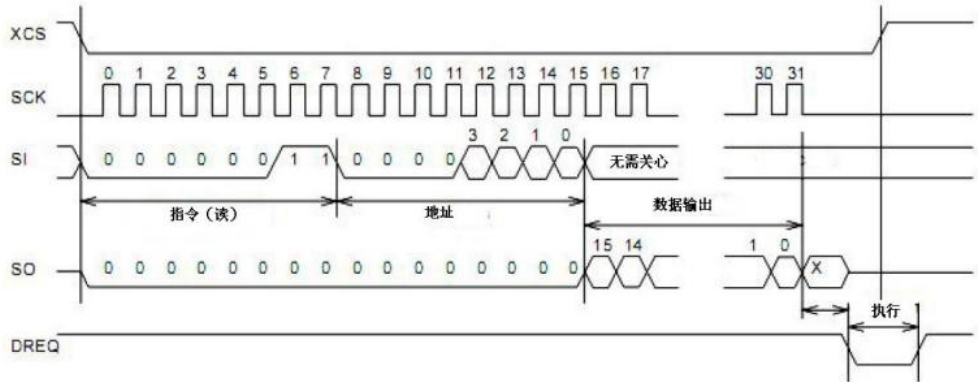 XCS
0 1 2 3 4 5 6 7 8 9 10 11 12 13 14 15 16 17 30 31
SCK
3 2 1 0
SI 0 0 0 0 0 0 1 1 0 0 0 0 无需关心
指令（读） 地址 数据输出
15 14 1 0
SO 0 0 0 0 0 0 0 0 0 0 0 0 0 0 0 0 X
执行
DREQ